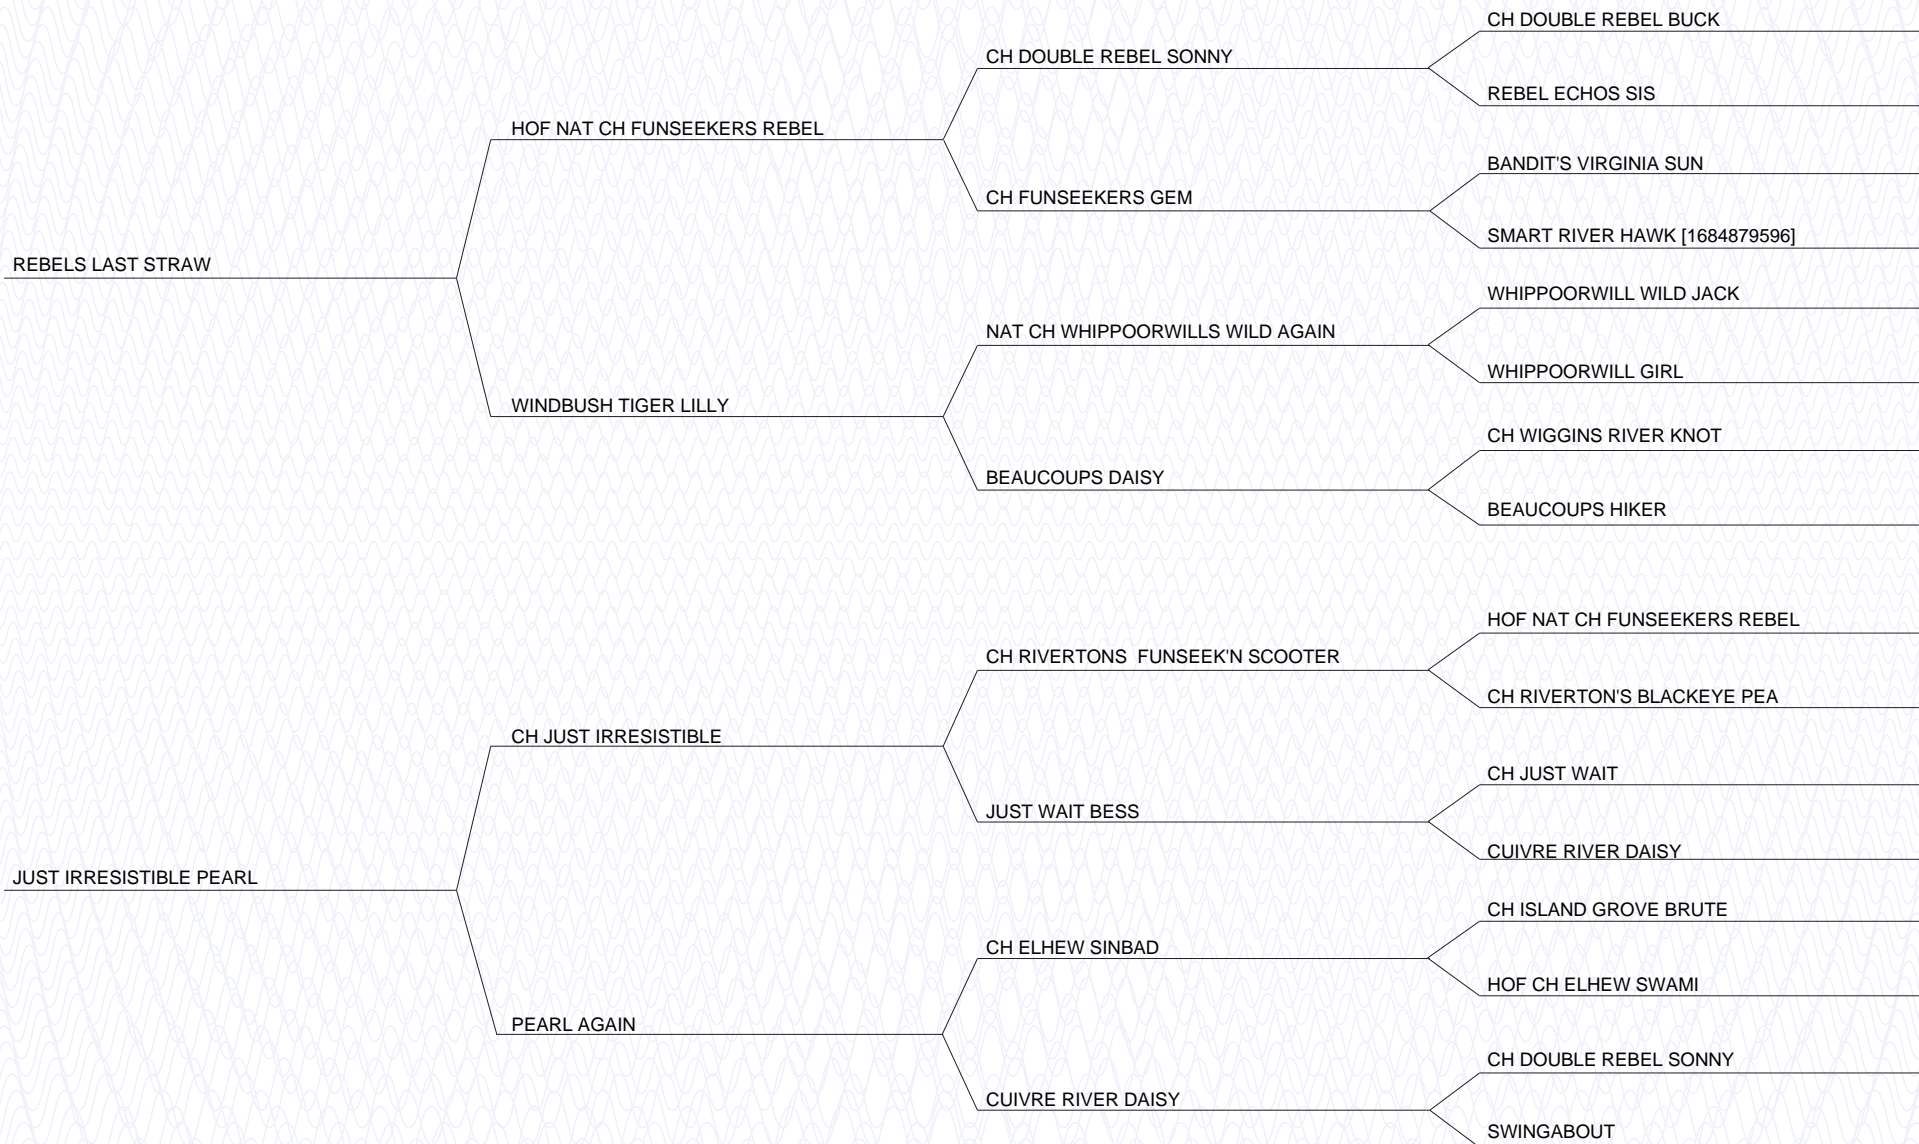 CH DOUBLE REBEL BUCK
CH DOUBLE REBEL SONNY
REBEL ECHOS SIS
HOF NAT CH FUNSEEKERS REBEL
BANDIT'S VIRGINIA SUN
CH FUNSEEKERS GEM
SMART RIVER HAWK [1684879596]
REBELS LAST STRAW
WHIPPOORWILL WILD JACK
NAT CH WHIPPOORWILLS WILD AGAIN
WHIPPOORWILL GIRL
WINDBUSH TIGER LILLY
CH WIGGINS RIVER KNOT
BEAUCOUPS DAISY
BEAUCOUPS HIKER
HOF NAT CH FUNSEEKERS REBEL
CH RIVERTONS  FUNSEEK'N SCOOTER
CH RIVERTON'S BLACKEYE PEA
CH JUST IRRESISTIBLE
CH JUST WAIT
JUST WAIT BESS
CUIVRE RIVER DAISY
JUST IRRESISTIBLE PEARL
CH ISLAND GROVE BRUTE
CH ELHEW SINBAD
HOF CH ELHEW SWAMI
PEARL AGAIN
CH DOUBLE REBEL SONNY
CUIVRE RIVER DAISY
SWINGABOUT